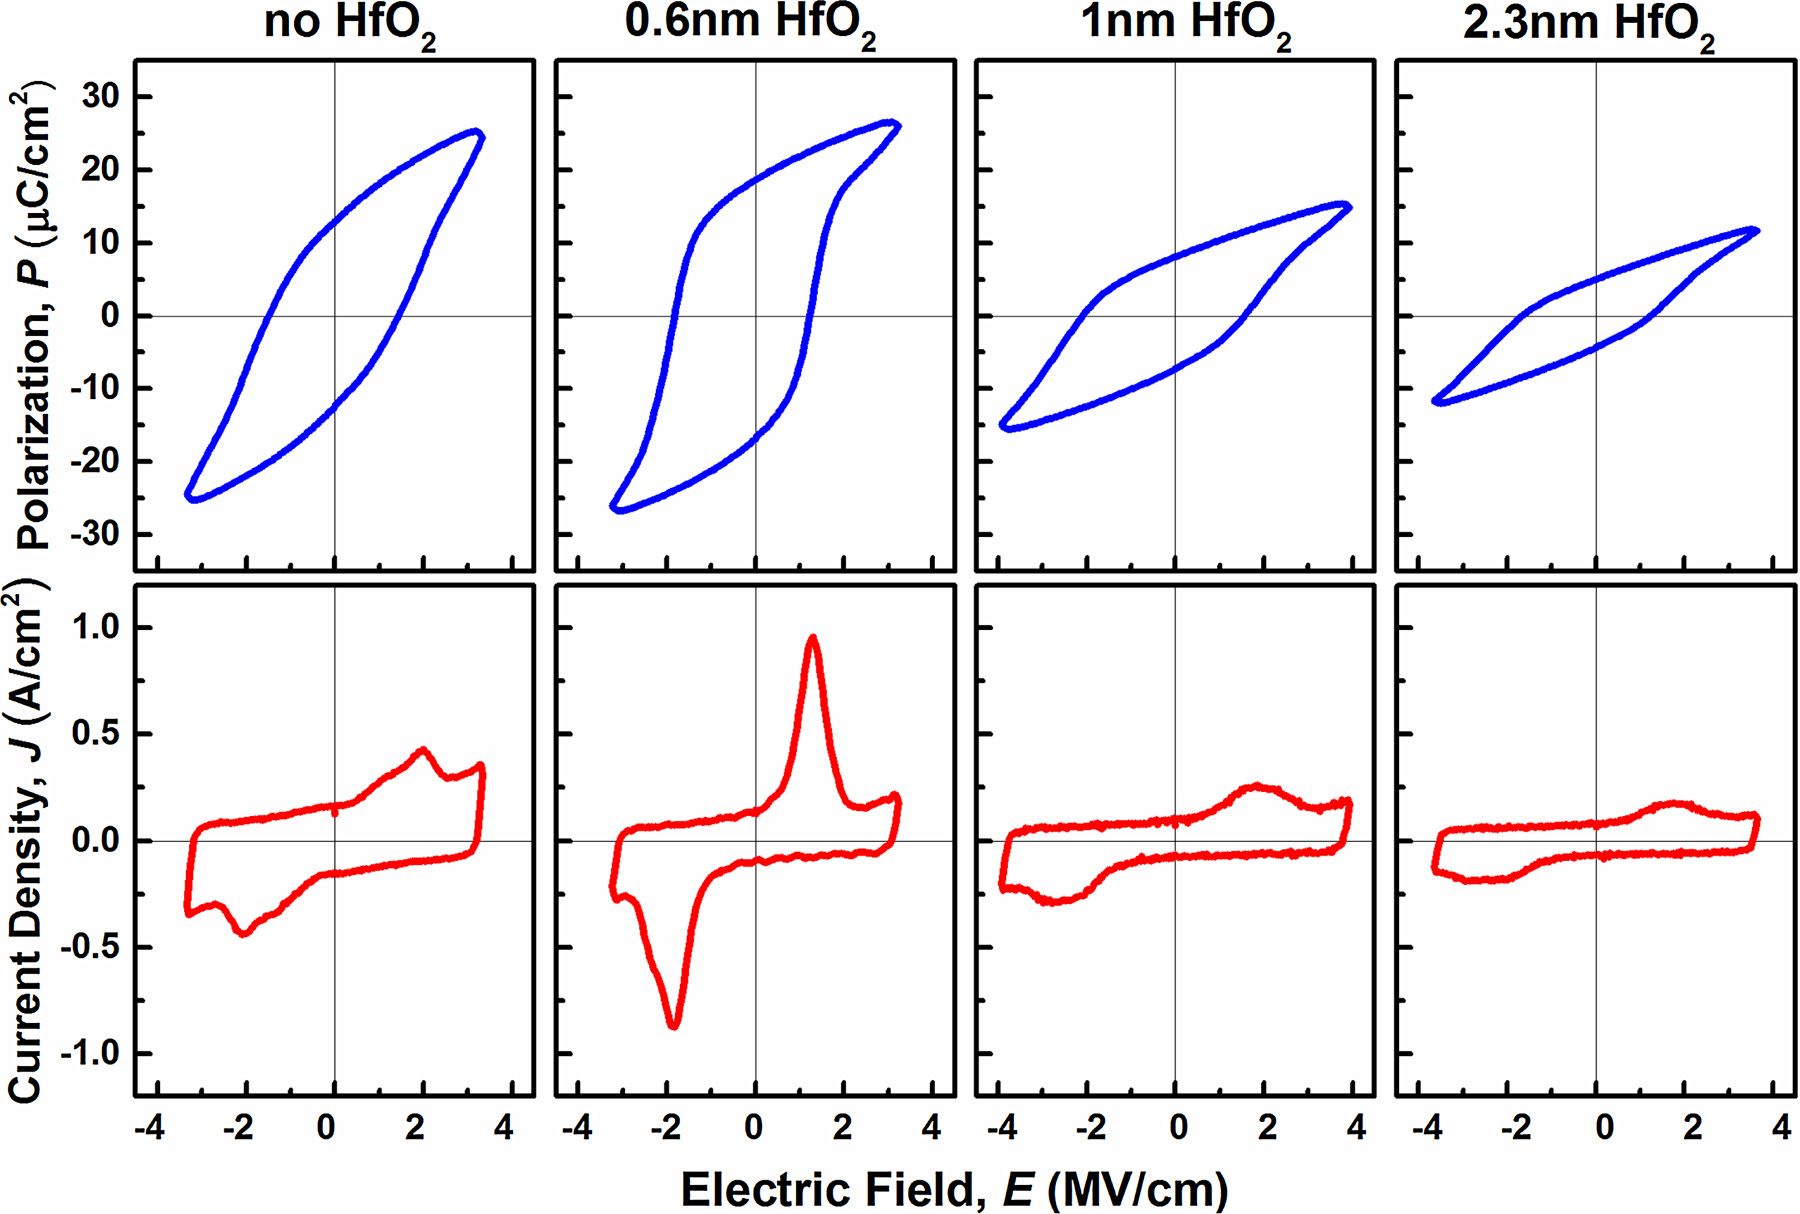 no HfO₂ 0.6nm HfO₂ 1nm HfO₂ 2.3nm HfO₂
Polarization, P (μC/cm²)
30
20
10
0
-10
-20
-30
Current Density, J (A/cm²)
1.0
0.5
0.0
-0.5
-1.0
-4 -2 0 2 4 -4 -2 0 2 4 -4 -2 0 2 4 -4 -2 0 2 4
Electric Field, E (MV/cm)